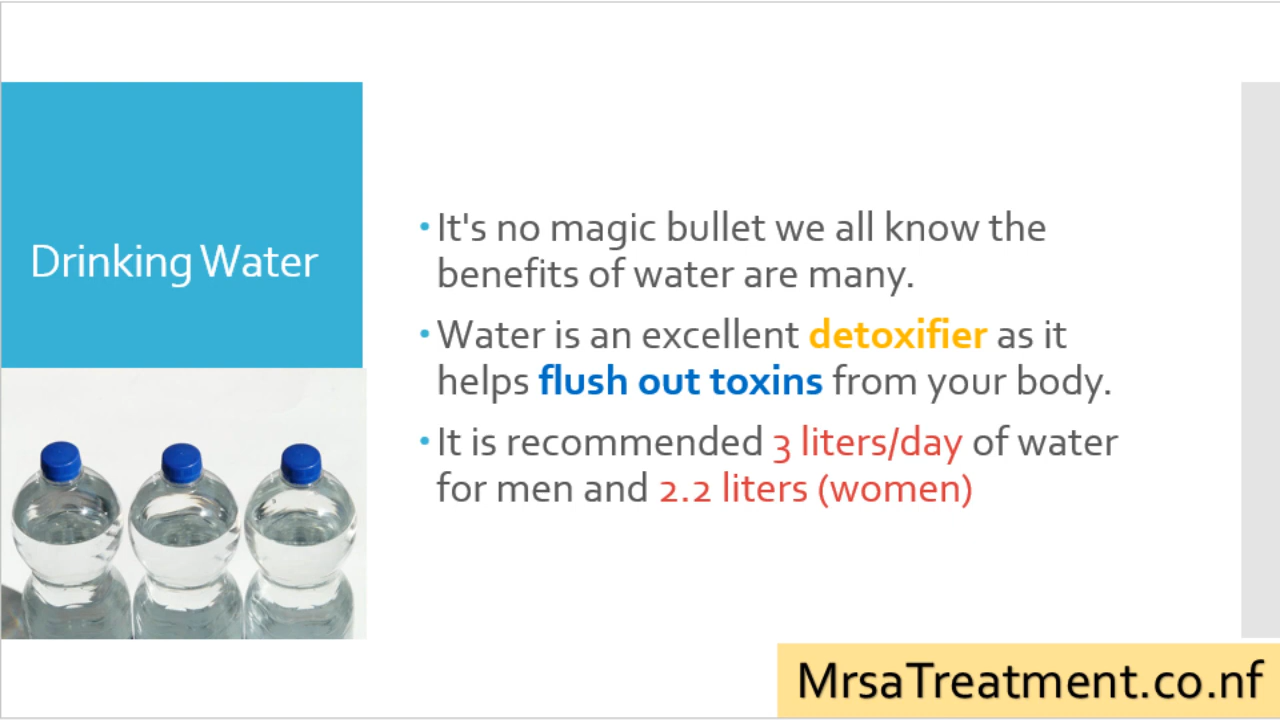 Drinking Water
It's no magic bullet we all know the
benefits of water are many.
Water is an excellent detoxifier as it
helps flush out toxins from your body.
It is recommended 3 liters/day of water
for men and 2.2 liters (women)
MrsaTreatment.co.nf